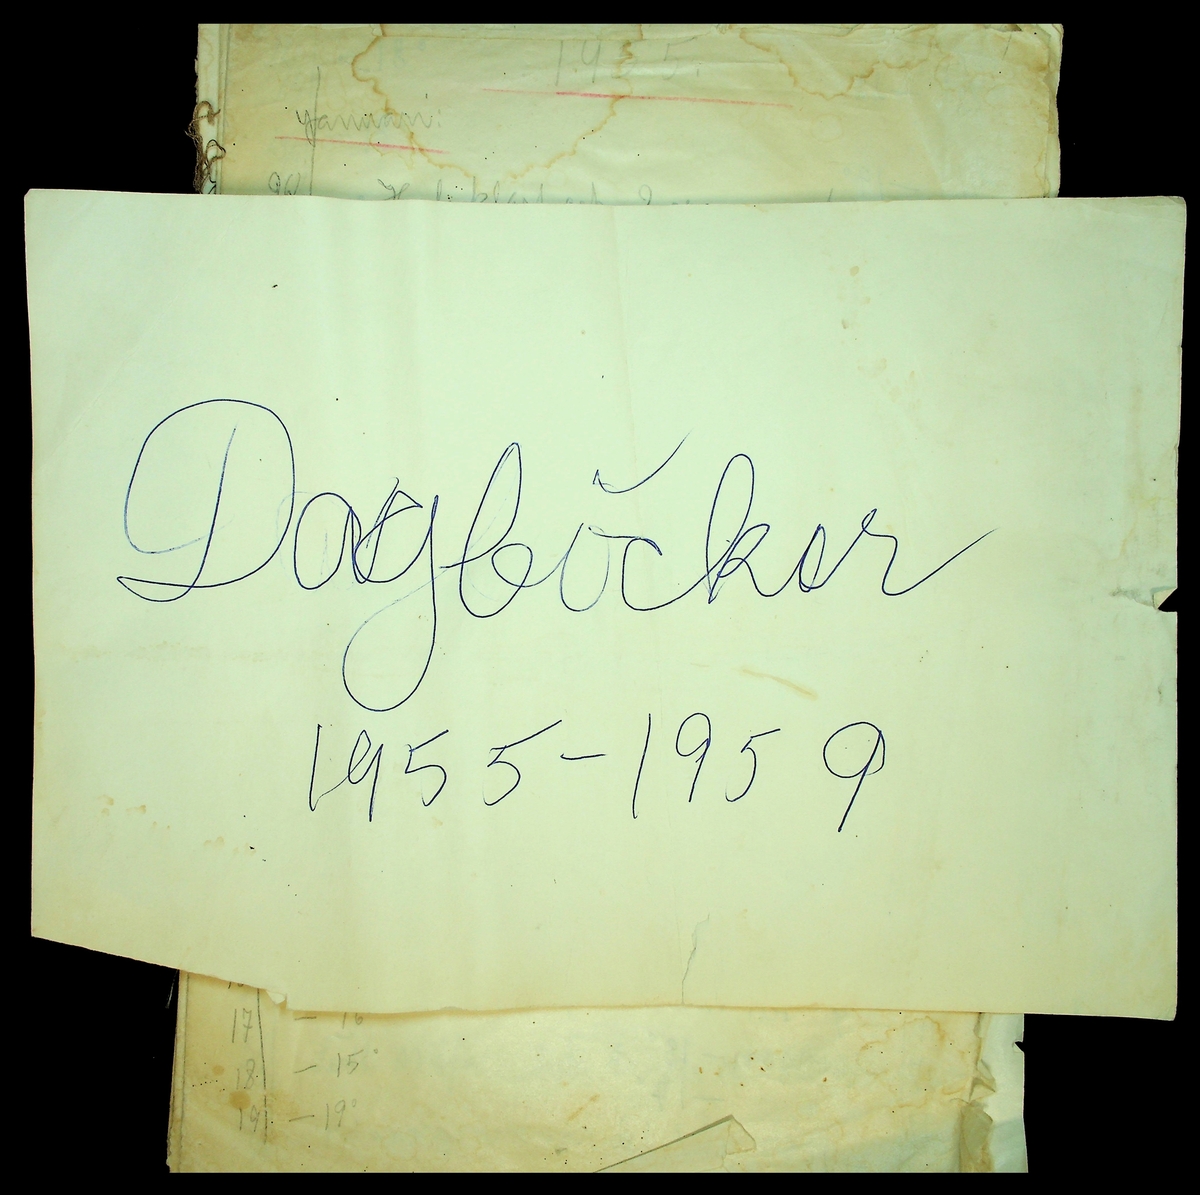 1955.
Januari:
Dagböcker
1955-1959
17 - 16
18 - 15°
19 - 19°